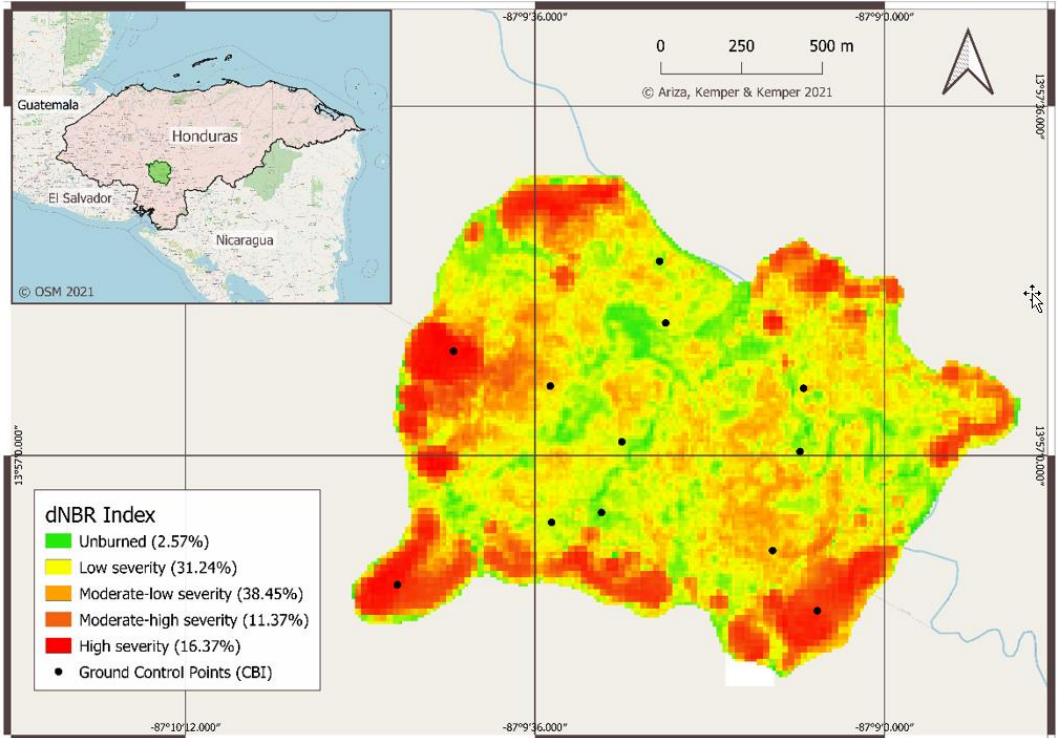 -87°9'36.000"
-87°9'0.000"
0 250 500 m
© Ariza, Kemper & Kemper 2021
13°57'36.000"
Guatemala
Honduras
El Salvador
Nicaragua
© OSM 2021
13°57'0.000"
13°57'0.000"
dNBR Index
Unburned (2.57%)
Low severity (31.24%)
Moderate-low severity (38.45%)
Moderate-high severity (11.37%)
High severity (16.37%)
Ground Control Points (CBI)
-87°10'12.000"
-87°9'36.000"
-87°9'0.000"